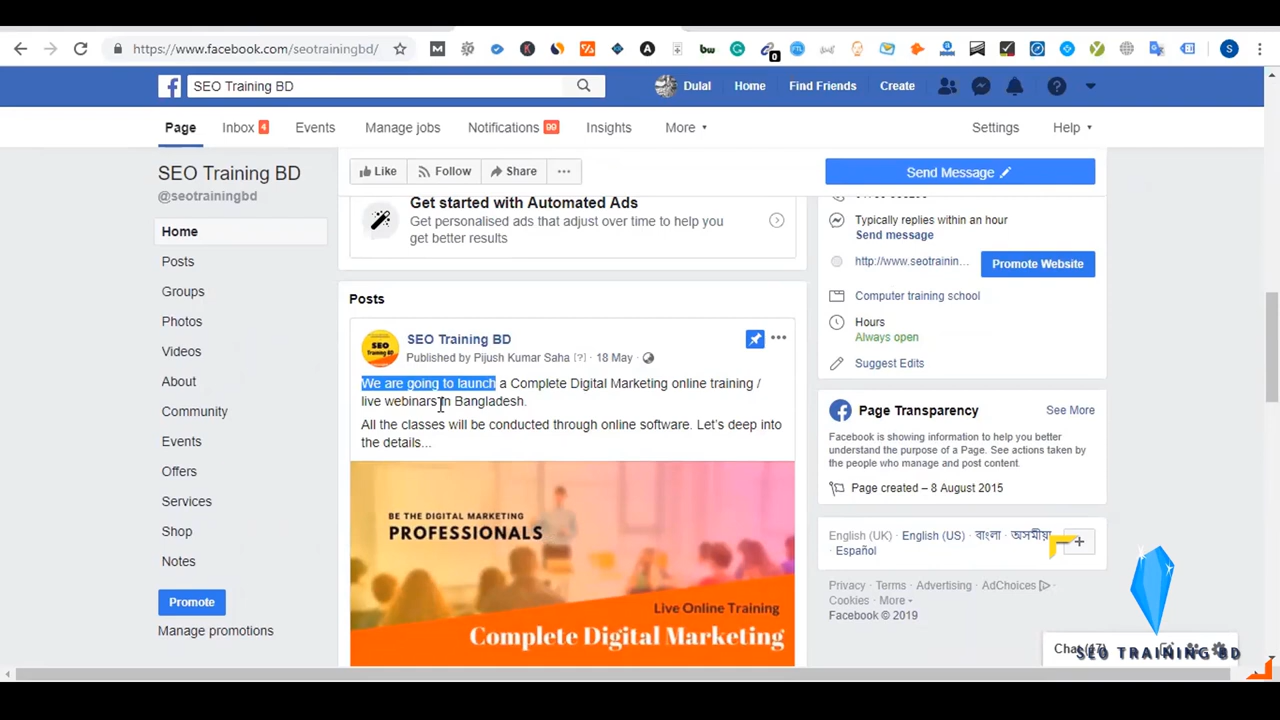 https://www.facebook.com/seotrainingbd/
SEO Training BD
Dulal
Home
Find Friends
Create
Page
Inbox 4
Events
Manage jobs
Notifications 99
Insights
More
Settings
Help
SEO Training BD
@seotrainingbd
Home
Posts
Groups
Photos
Videos
About
Community
Events
Offers
Services
Shop
Notes
Promote
Manage promotions
Like
Follow
Share
Send Message
Get started with Automated Ads
Get personalised ads that adjust over time to help you
get better results
Posts
SEO Training BD
Published by Pijush Kumar Saha [?] · 18 May ·
We are going to launch a Complete Digital Marketing online training /
live webinars in Bangladesh.
All the classes will be conducted through online software. Let's deep into
the details...
BE THE DIGITAL MARKETING
PROFESSIONALS
Live Online Training
Complete Digital Marketing
Typically replies within an hour
Send message
http://www.seotrainin...
Promote Website
Computer training school
Hours
Always open
Suggest Edits
Page Transparency
See More
Facebook is showing information to help you better
understand the purpose of a Page. See actions taken
by the people who manage and post content.
Page created – 8 August 2015
English (UK) · English (US) · বাংলা · অসমীয়া ·
Español
Privacy · Terms · Advertising · AdChoices ·
Cookies · More
Facebook © 2019
SEO TRAINING BD